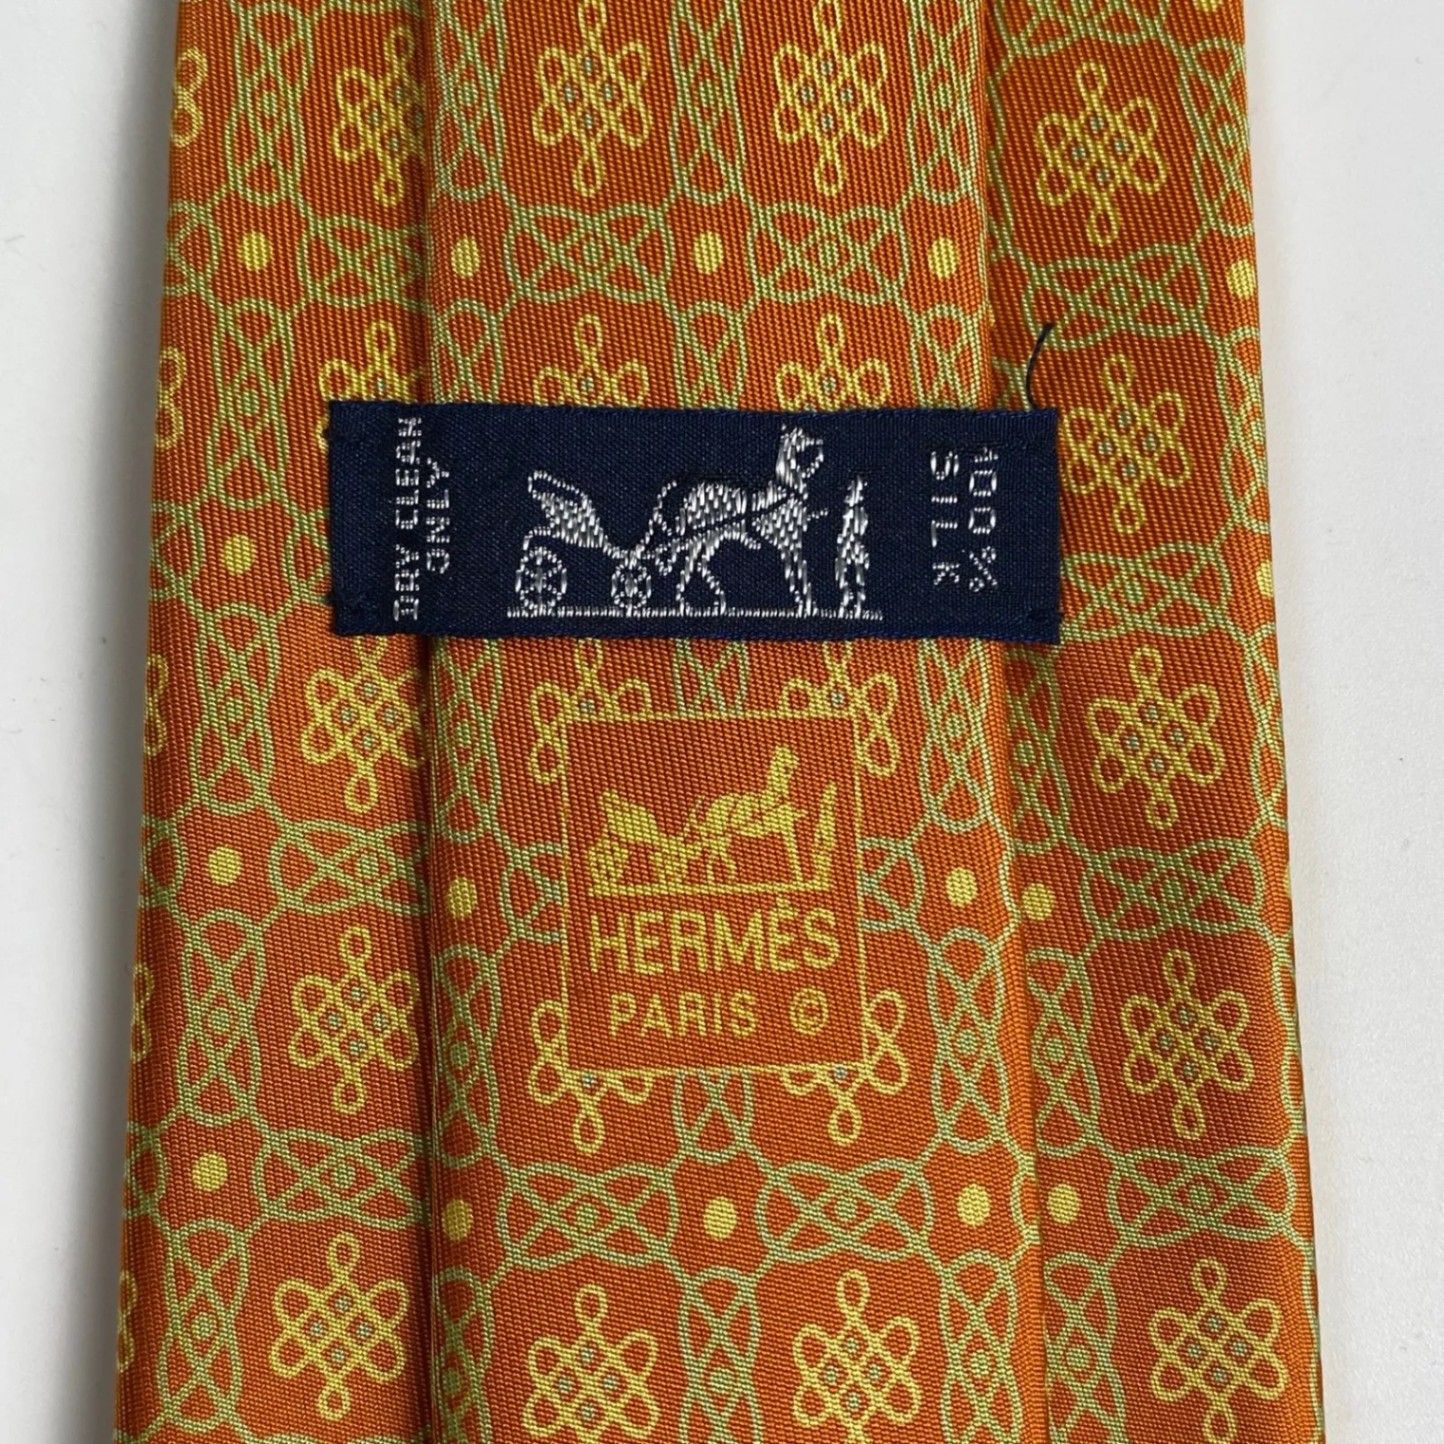 DRY CLEAN
ONLY
100%
SILK
HERMÈS
PARIS ©